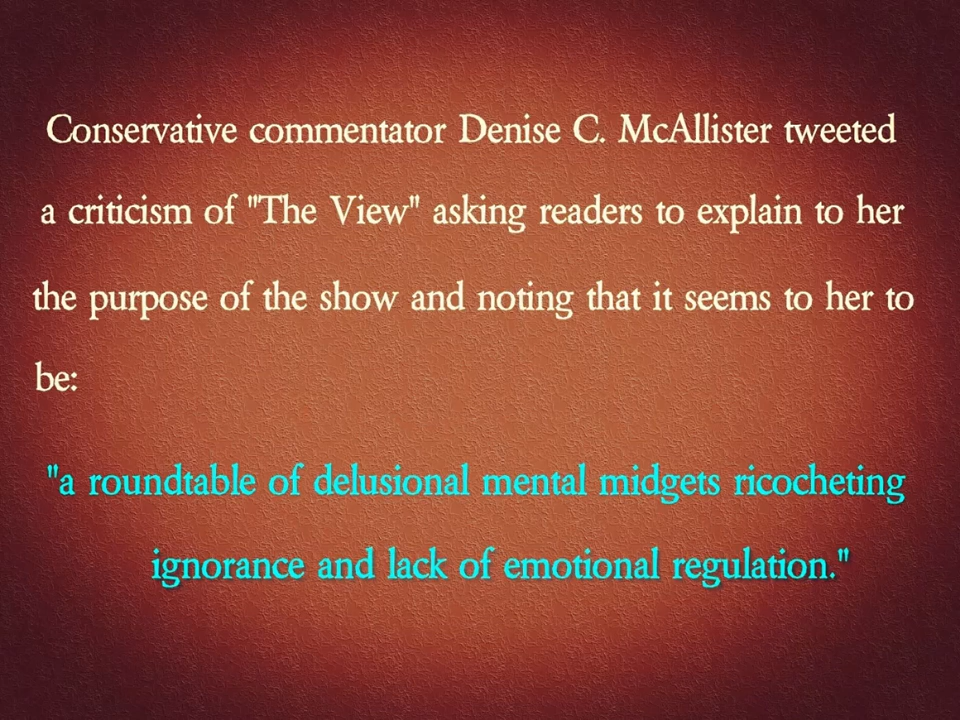 Conservative commentator Denise C. McAllister tweeted
a criticism of "The View" asking readers to explain to her
the purpose of the show and noting that it seems to her to
be:
"a roundtable of delusional mental midgets ricocheting
ignorance and lack of emotional regulation."